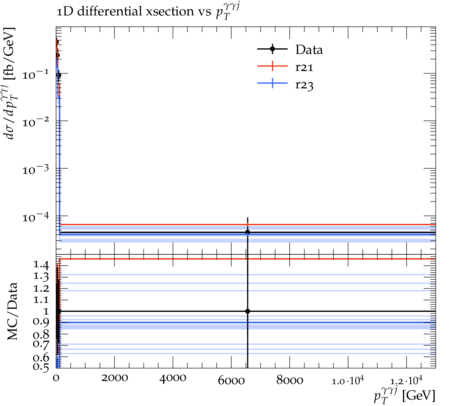 1D differential xsection vs p_T^{γγj}
dσ/dp_T^{γγj} [fb/GeV]
Data
r21
r23
10^{−1}
10^{−2}
10^{−3}
10^{−4}
MC/Data
1.4
1.3
1.2
1.1
1
0.9
0.8
0.7
0.6
0.5
0 2000 4000 6000 8000 1.0·10^4 1.2·10^4
p_T^{γγj} [GeV]